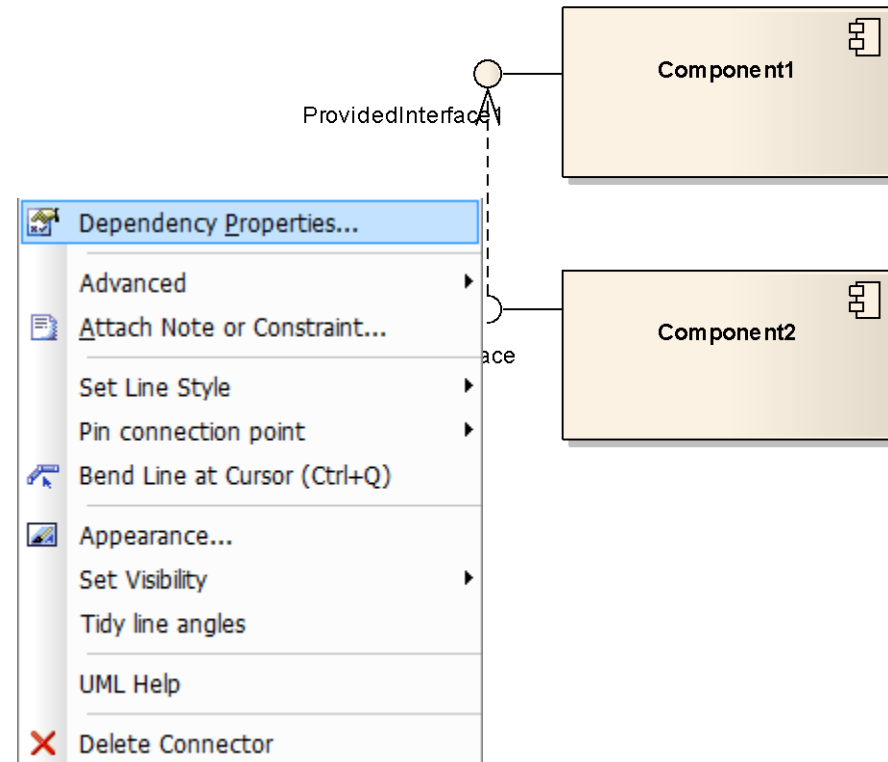 Component1
ProvidedInterface1
Dependency Properties...
Advanced
Attach Note or Constraint...
Component2
ace
Set Line Style
Pin connection point
Bend Line at Cursor (Ctrl+Q)
Appearance...
Set Visibility
Tidy line angles
UML Help
Delete Connector